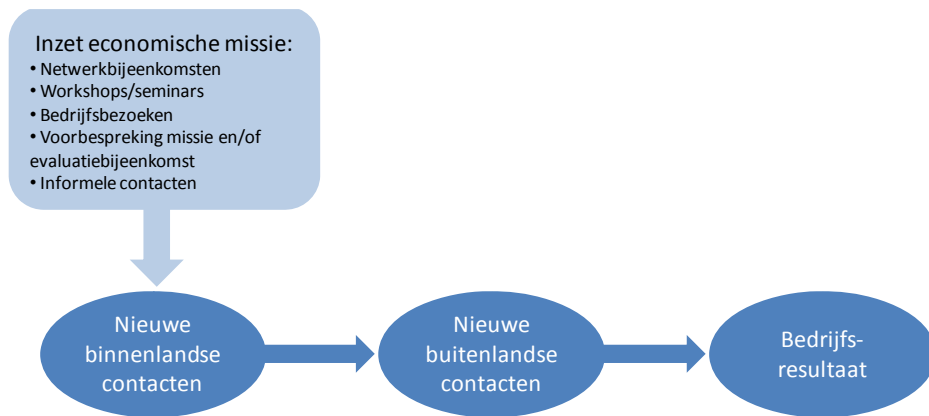 Inzet economische missie:
• Netwerkbijeenkomsten
• Workshops/seminars
• Bedrijfsbezoeken
• Voorbespreking missie en/of
evaluatiebijeenkomst
• Informele contacten
Nieuwe
binnenlandse
contacten
Nieuwe
buitenlandse
contacten
Bedrijfs-
resultaat